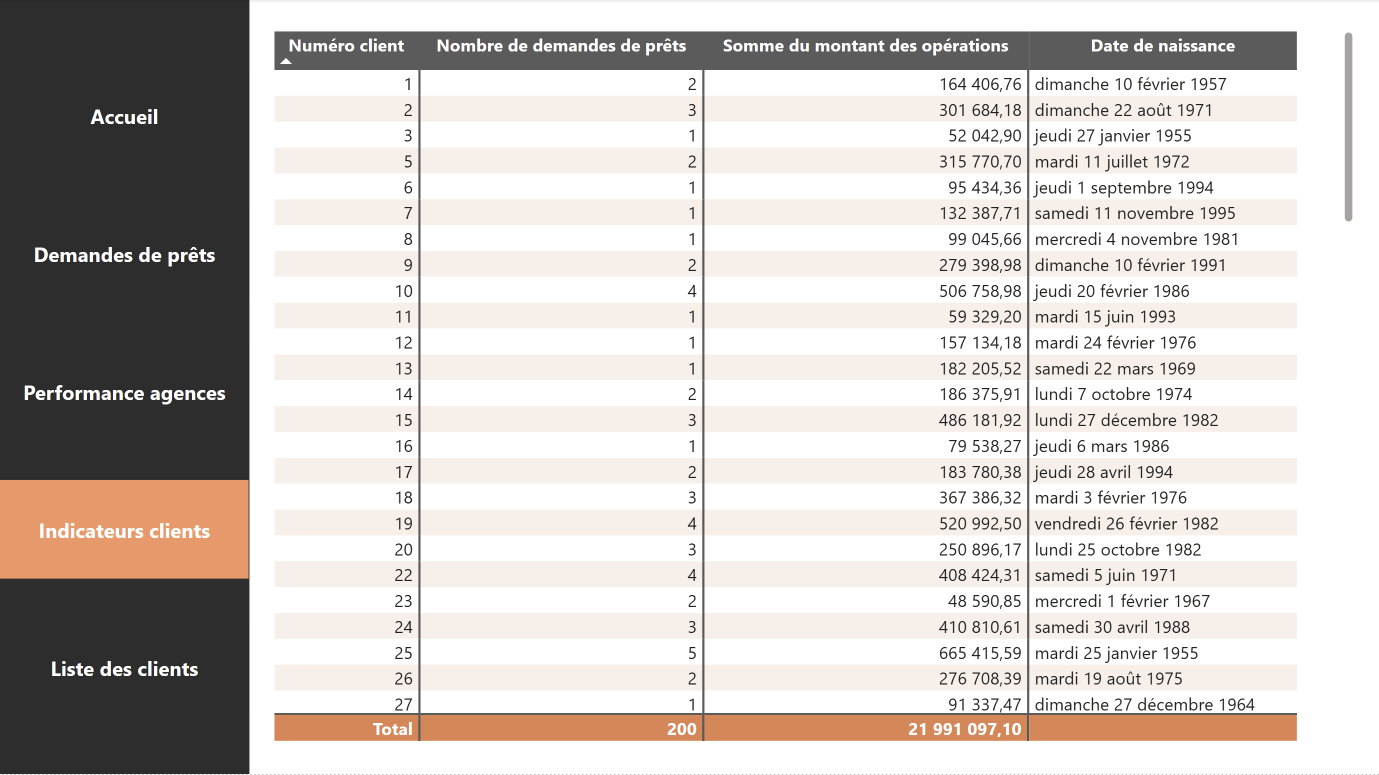 Accueil
Demandes de prêts
Performance agences
Indicateurs clients
Liste des clients
Numéro client Nombre de demandes de prêts Somme du montant des opérations Date de naissance
1 2 164 406,76 dimanche 10 février 1957
2 3 301 684,18 dimanche 22 août 1971
3 1 52 042,90 jeudi 27 janvier 1955
5 2 315 770,70 mardi 11 juillet 1972
6 1 95 434,36 jeudi 1 septembre 1994
7 1 132 387,71 samedi 11 novembre 1995
8 1 99 045,66 mercredi 4 novembre 1981
9 2 279 398,98 dimanche 10 février 1991
10 4 506 758,98 jeudi 20 février 1986
11 1 59 329,20 mardi 15 juin 1993
12 1 157 134,18 mardi 24 février 1976
13 1 182 205,52 samedi 22 mars 1969
14 2 186 375,91 lundi 7 octobre 1974
15 3 486 181,92 lundi 27 décembre 1982
16 1 79 538,27 jeudi 6 mars 1986
17 2 183 780,38 jeudi 28 avril 1994
18 3 367 386,32 mardi 3 février 1976
19 4 520 992,50 vendredi 26 février 1982
20 3 250 896,17 lundi 25 octobre 1982
22 4 408 424,31 samedi 5 juin 1971
23 2 48 590,85 mercredi 1 février 1967
24 3 410 810,61 samedi 30 avril 1988
25 5 665 415,59 mardi 25 janvier 1955
26 2 276 708,39 mardi 19 août 1975
27 1 91 337,47 dimanche 27 décembre 1964
Total 200 21 991 097,10